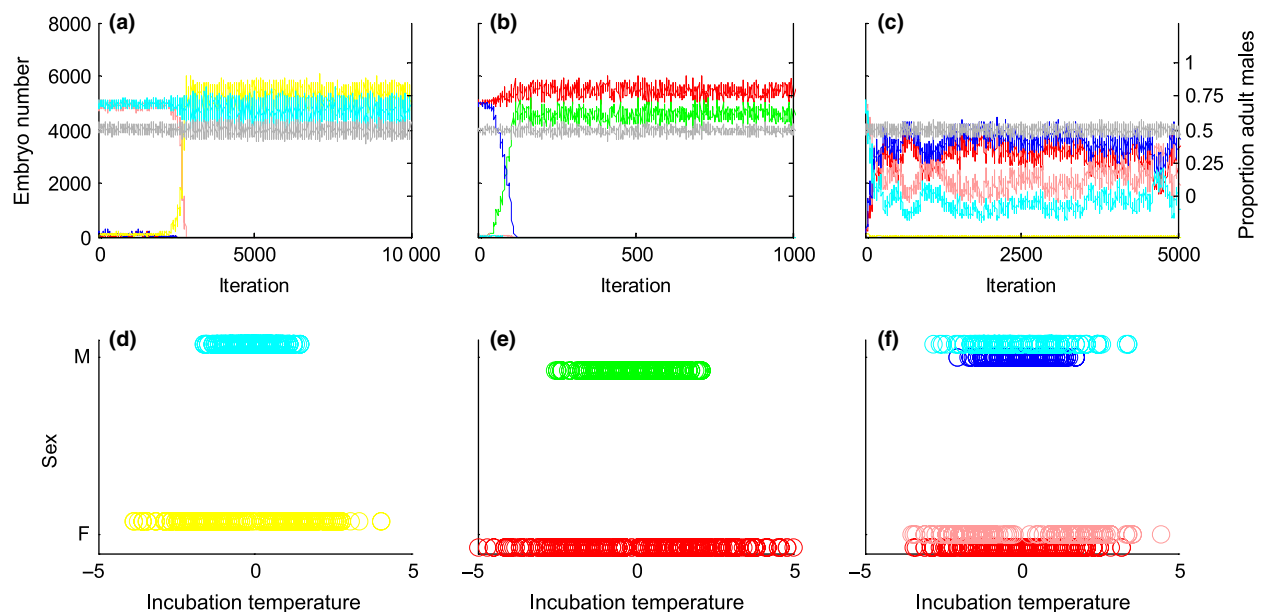 (a)
(b)
(c)
8000
6000
4000
2000
0
Embryo number
1
0.75
0.5
0.25
0
Proportion adult males
0
5000
10 000
0
500
1000
0
2500
5000
Iteration
Iteration
Iteration
(d)
(e)
(f)
M
F
Sex
−5
0
5
−5
0
5
−5
0
5
Incubation temperature
Incubation temperature
Incubation temperature